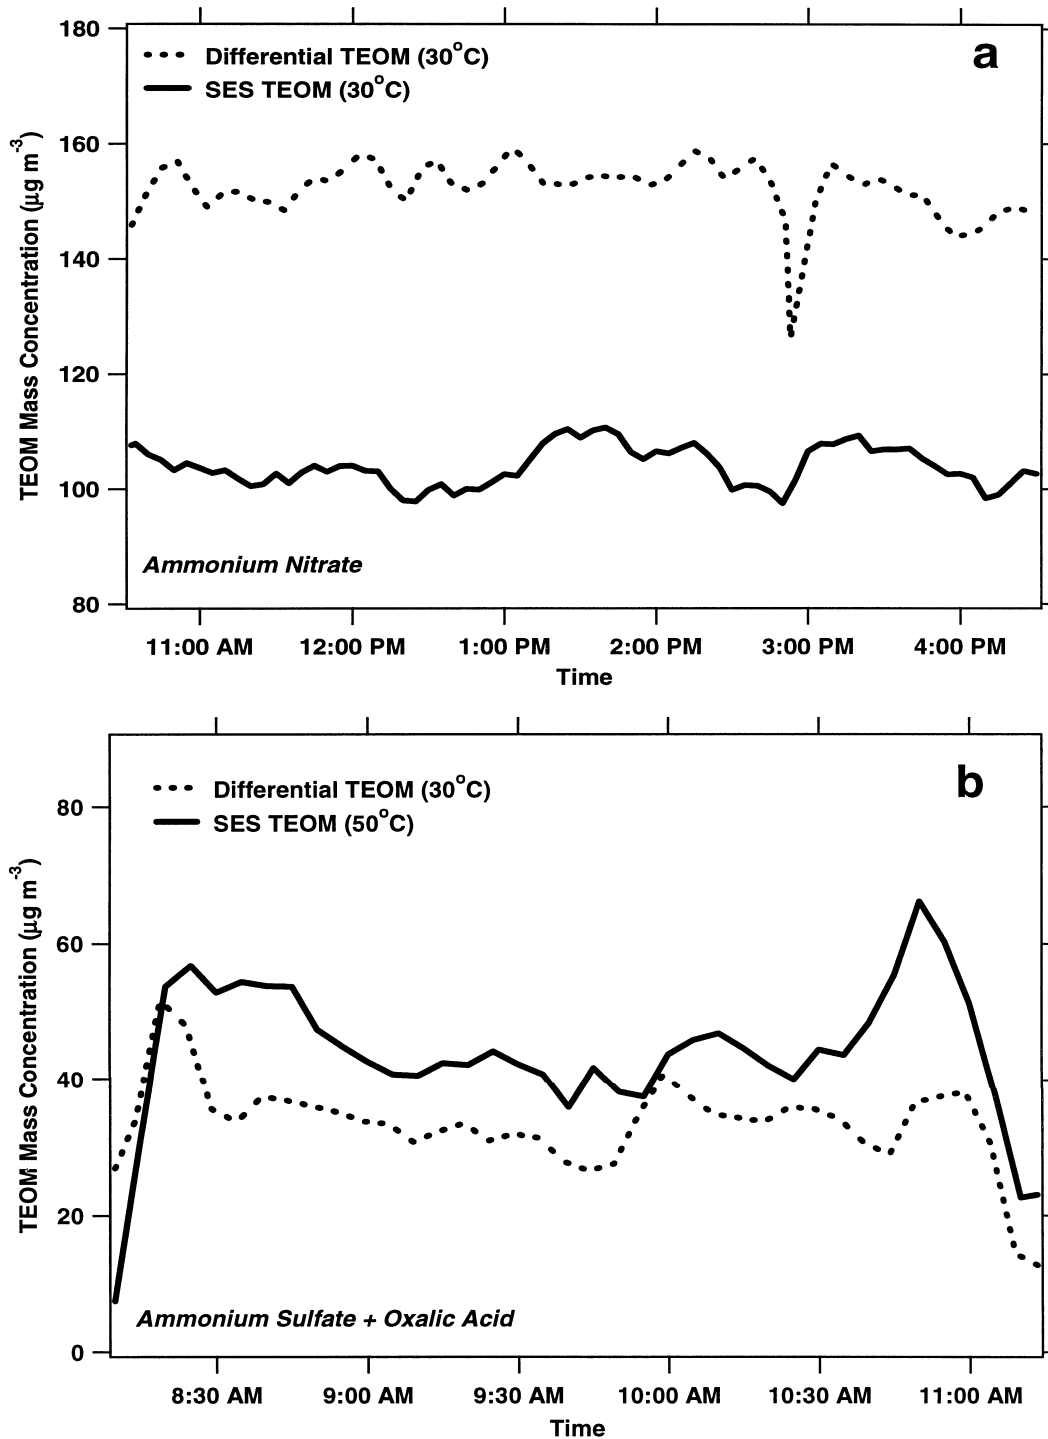 180
160
140
120
100
80
TEOM Mass Concentration (µg m⁻³)
Differential TEOM (30°C)
SES TEOM (30°C)
a
Ammonium Nitrate
11:00 AM 12:00 PM 1:00 PM 2:00 PM 3:00 PM 4:00 PM
Time
80
60
40
20
0
TEOM Mass Concentration (µg m⁻³)
Differential TEOM (30°C)
SES TEOM (50°C)
b
Ammonium Sulfate + Oxalic Acid
8:30 AM 9:00 AM 9:30 AM 10:00 AM 10:30 AM 11:00 AM
Time